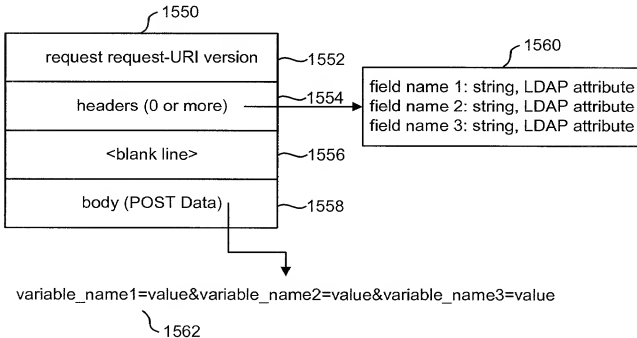 1550
request request-URI version
1552
headers (0 or more)
1554
<blank line>
1556
body (POST Data)
1558
1560
field name 1: string, LDAP attribute
field name 2: string, LDAP attribute
field name 3: string, LDAP attribute
variable_name1=value&variable_name2=value&variable_name3=value
1562